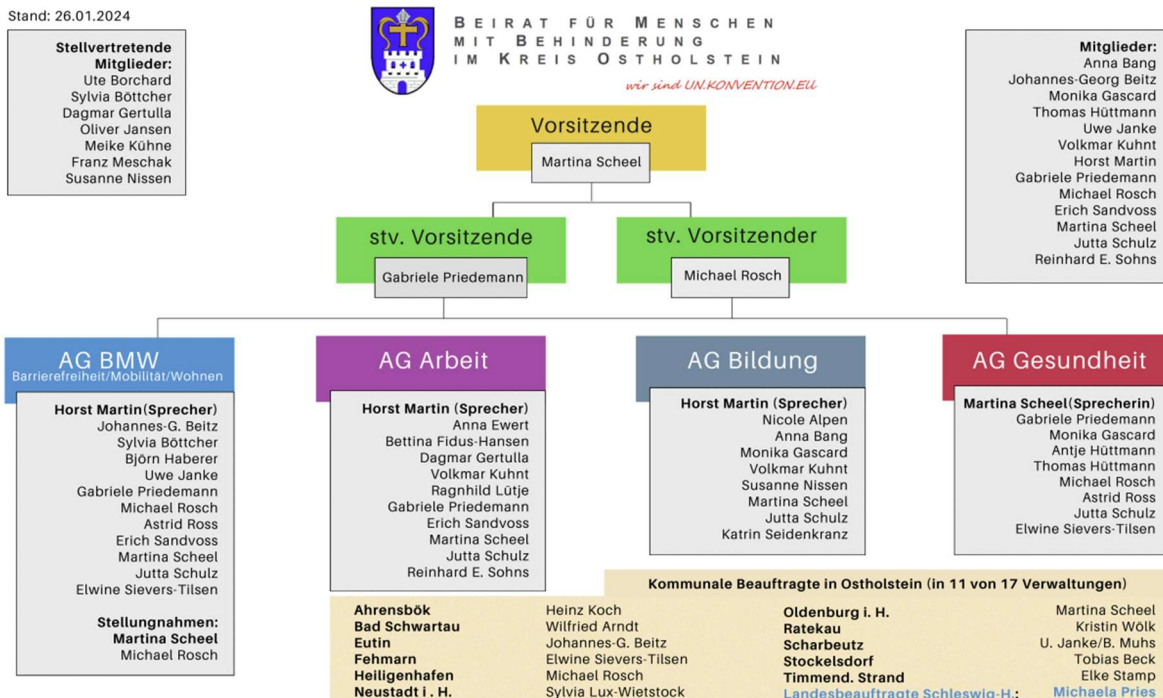 Stand: 26.01.2024
BEIRAT FÜR MENSCHEN
MIT BEHINDERUNG
IM KREIS OSTHOLSTEIN
wir sind UN.KONVENTION.ELL
Stellvertretende
Mitglieder:
Ute Borchard
Sylvia Böttcher
Dagmar Gertulla
Oliver Jansen
Meike Kühne
Franz Meschak
Susanne Nissen
Mitglieder:
Anna Bang
Johannes-Georg Beitz
Monika Gascard
Thomas Hüttmann
Uwe Janke
Volkmar Kuhnt
Horst Martin
Gabriele Priedemann
Michael Rosch
Erich Sandvoss
Martina Scheel
Jutta Schulz
Reinhard E. Sohns
Vorsitzende
Martina Scheel
stv. Vorsitzende
Gabriele Priedemann
stv. Vorsitzender
Michael Rosch
AG BMW
Barrierefreiheit/Mobilität/Wohnen
Horst Martin(Sprecher)
Johannes-G. Beitz
Sylvia Böttcher
Björn Haberer
Uwe Janke
Gabriele Priedemann
Michael Rosch
Astrid Ross
Erich Sandvoss
Martina Scheel
Jutta Schulz
Elwine Sievers-Tilsen
Stellungnahmen:
Martina Scheel
Michael Rosch
AG Arbeit
Horst Martin (Sprecher)
Anna Ewert
Bettina Fidus-Hansen
Dagmar Gertulla
Volkmar Kuhnt
Ragnhild Lütje
Gabriele Priedemann
Erich Sandvoss
Martina Scheel
Jutta Schulz
Reinhard E. Sohns
AG Bildung
Horst Martin (Sprecher)
Nicole Alpen
Anna Bang
Monika Gascard
Volkmar Kuhnt
Susanne Nissen
Martina Scheel
Jutta Schulz
Katrin Seidenkranz
AG Gesundheit
Martina Scheel(Sprecherin)
Gabriele Priedemann
Monika Gascard
Antje Hüttmann
Thomas Hüttmann
Michael Rosch
Astrid Ross
Jutta Schulz
Elwine Sievers-Tilsen
Kommunale Beauftragte in Ostholstein (in 11 von 17 Verwaltungen)
Ahrensbök Heinz Koch
Bad Schwartau Wilfried Arndt
Eutin Johannes-G. Beitz
Fehmarn Elwine Sievers-Tilsen
Heiligenhafen Michael Rosch
Neustadt i . H. Sylvia Lux-Wietstock
Oldenburg i. H. Martina Scheel
Ratekau Kristin Wölk
Scharbeutz U. Janke/B. Muhs
Stockelsdorf Tobias Beck
Timmend. Strand Elke Stamp
Landesbeauftragte Schleswig-H.: Michaela Pries